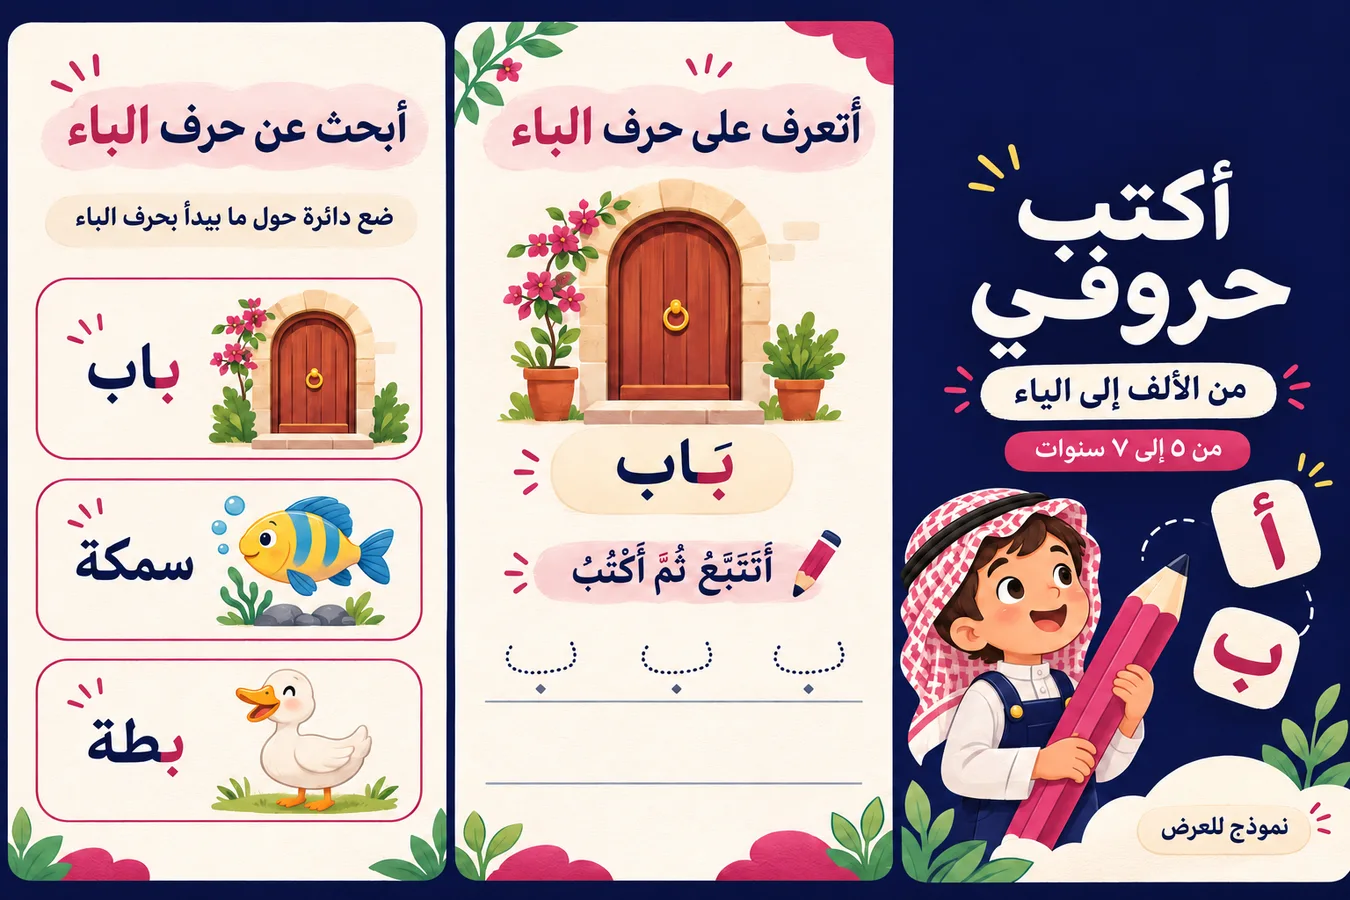 أكتب
حروفي
من الألف إلى الياء
من ٥ إلى ٧ سنوات
أ
ب
نموذج للعرض
أَتعرف على حرف الباء
بَاب
أَتَتَبَّعُ ثُمَّ أَكْتُبُ
ب ب ب
أبحث عن حرف الباء
ضع دائرة حول ما يبدأ بحرف الباء
باب
سمكة
بطة